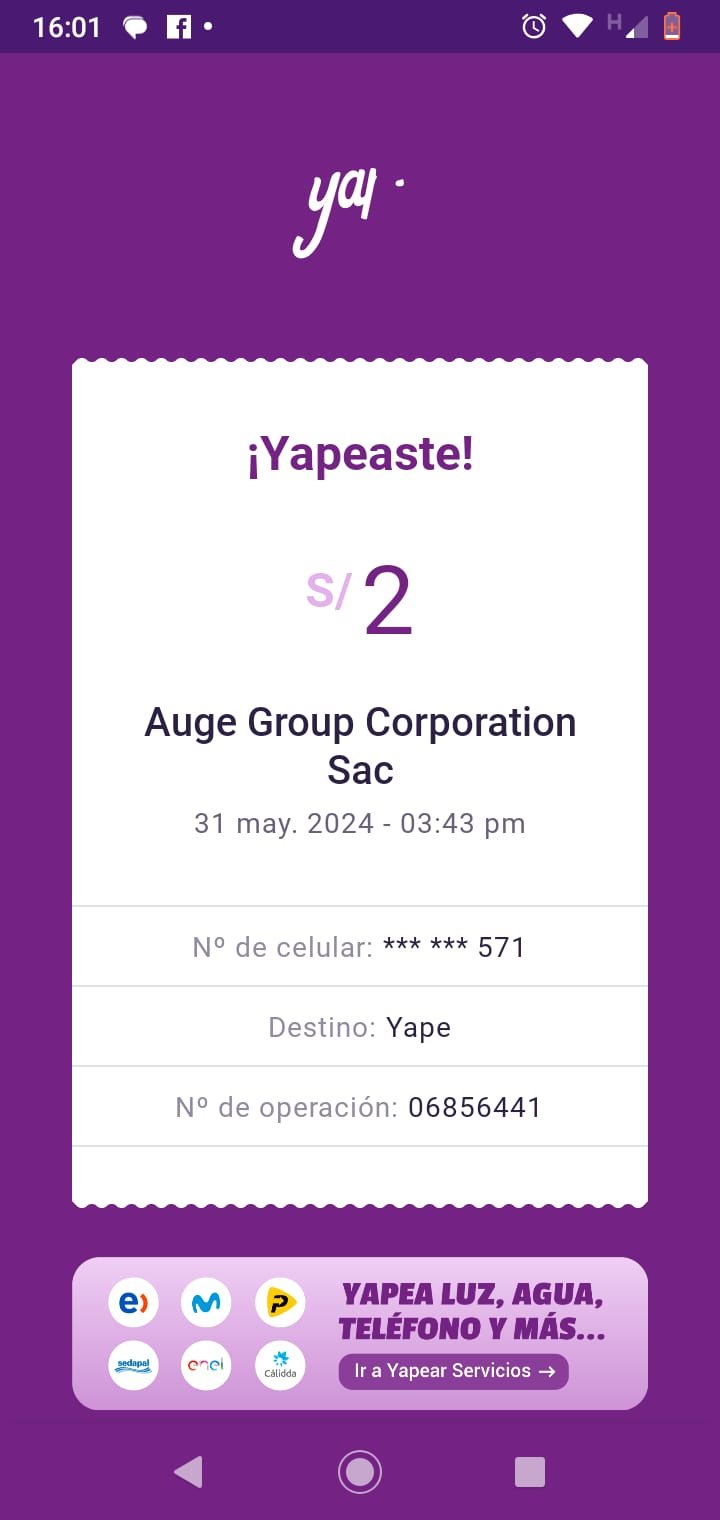 16:01
H
yap
¡Yapeaste!
S/ 2
Auge Group Corporation
Sac
31 may. 2024 - 03:43 pm
Nº de celular: *** *** 571
Destino: Yape
Nº de operación: 06856441
e)
P
sedapal
enel
Cálidda
YAPEA LUZ, AGUA,
TELÉFONO Y MÁS...
Ir a Yapear Servicios →